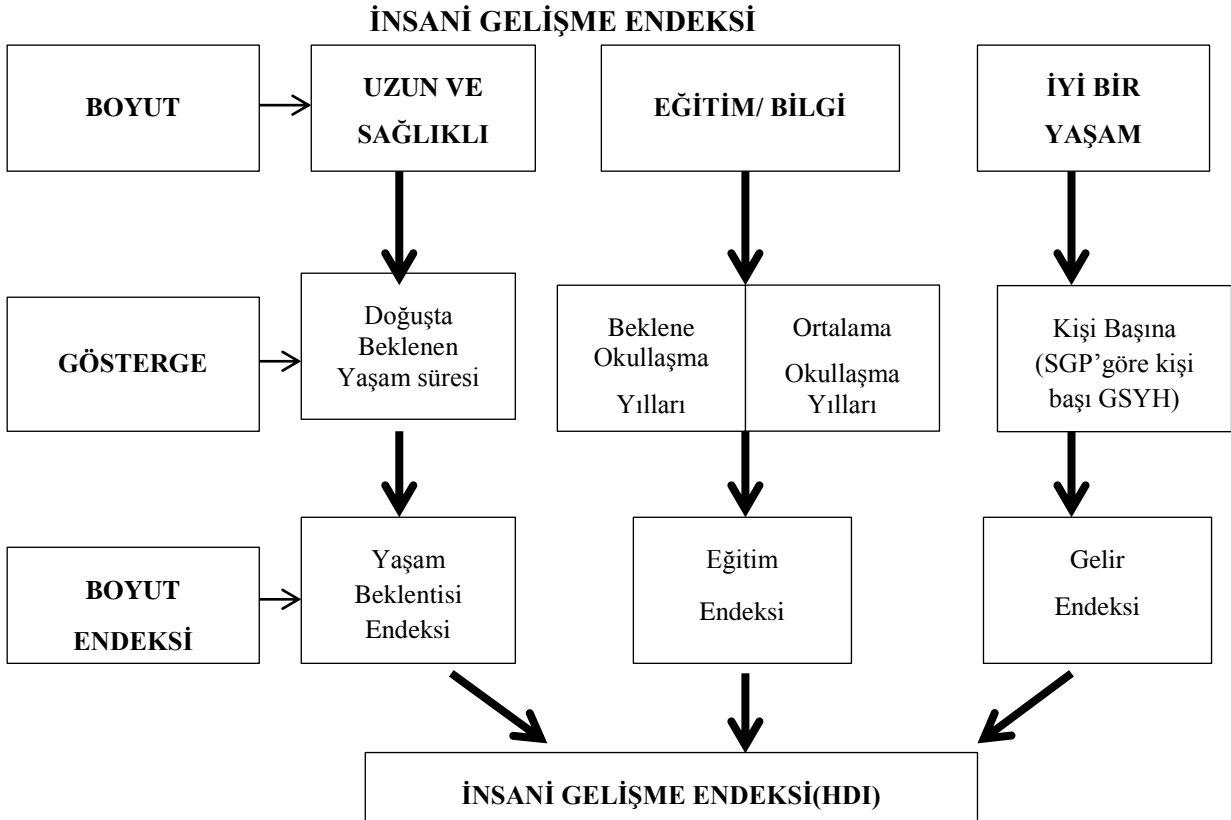 İNSANİ GELİŞME ENDEKSİ
BOYUT
UZUN VE
SAĞLIKLI
EĞİTİM/ BİLGİ
İYİ BİR
YAŞAM
GÖSTERGE
Doğuşta
Beklenen
Yaşam süresi
Beklene
Okullaşma
Yılları
Ortalama
Okullaşma
Yılları
Kişi Başına
(SGP’göre kişi
başı GSYH)
BOYUT
ENDEKSİ
Yaşam
Beklentisi
Endeksi
Eğitim
Endeksi
Gelir
Endeksi
İNSANİ GELİŞME ENDEKSİ(HDI)